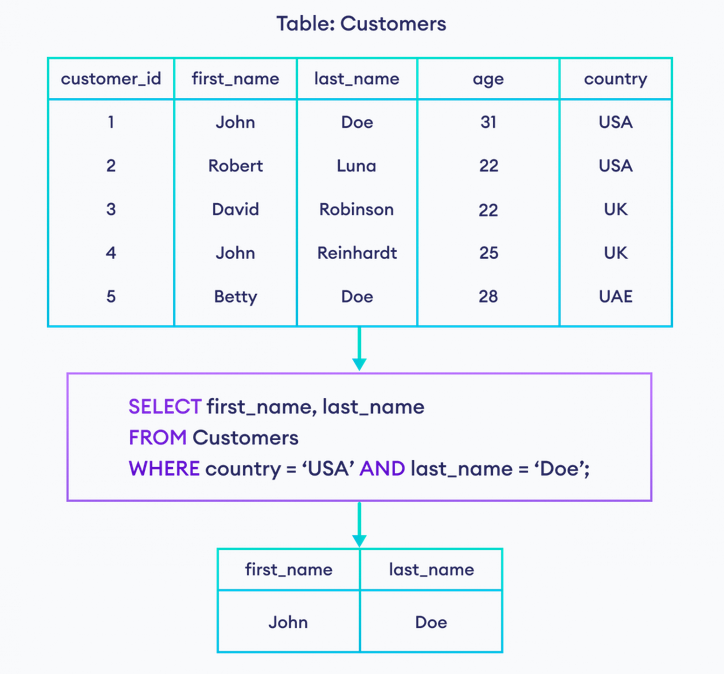 Table: Customers
customer_id first_name last_name age country
1 John Doe 31 USA
2 Robert Luna 22 USA
3 David Robinson 22 UK
4 John Reinhardt 25 UK
5 Betty Doe 28 UAE
SELECT first_name, last_name
FROM Customers
WHERE country = ‘USA’ AND last_name = ‘Doe’;
first_name last_name
John Doe